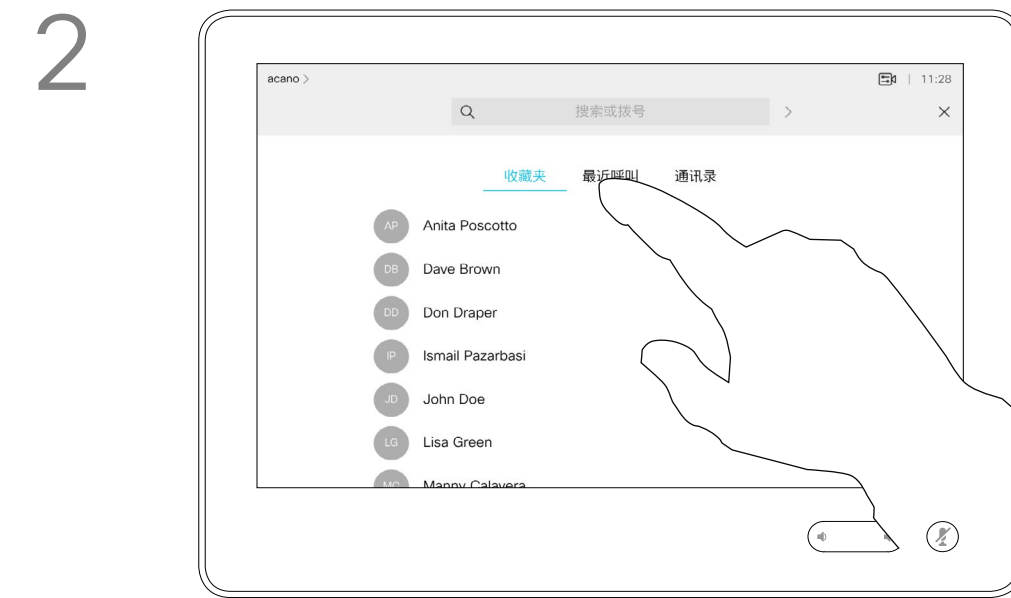 2
acano >
11:28
搜索或拨号
收藏夹 最近呼叫 通讯录
AP Anita Poscotto
DB Dave Brown
DD Don Draper
IP Ismail Pazarbasi
JD John Doe
LG Lisa Green
MC Manny Calavera